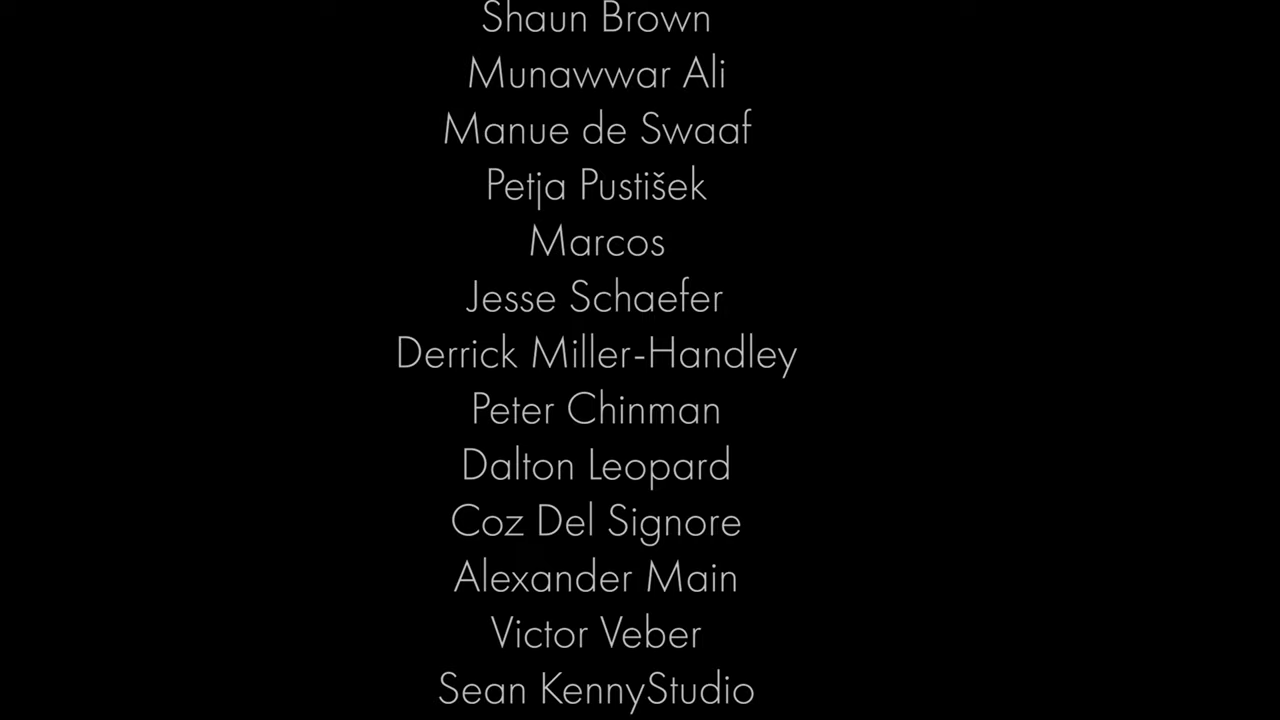 Shaun Brown
Munawwar Ali
Manue de Swaaf
Petja Pustišek
Marcos
Jesse Schaefer
Derrick Miller-Handley
Peter Chinman
Dalton Leopard
Coz Del Signore
Alexander Main
Victor Veber
Sean KennyStudio